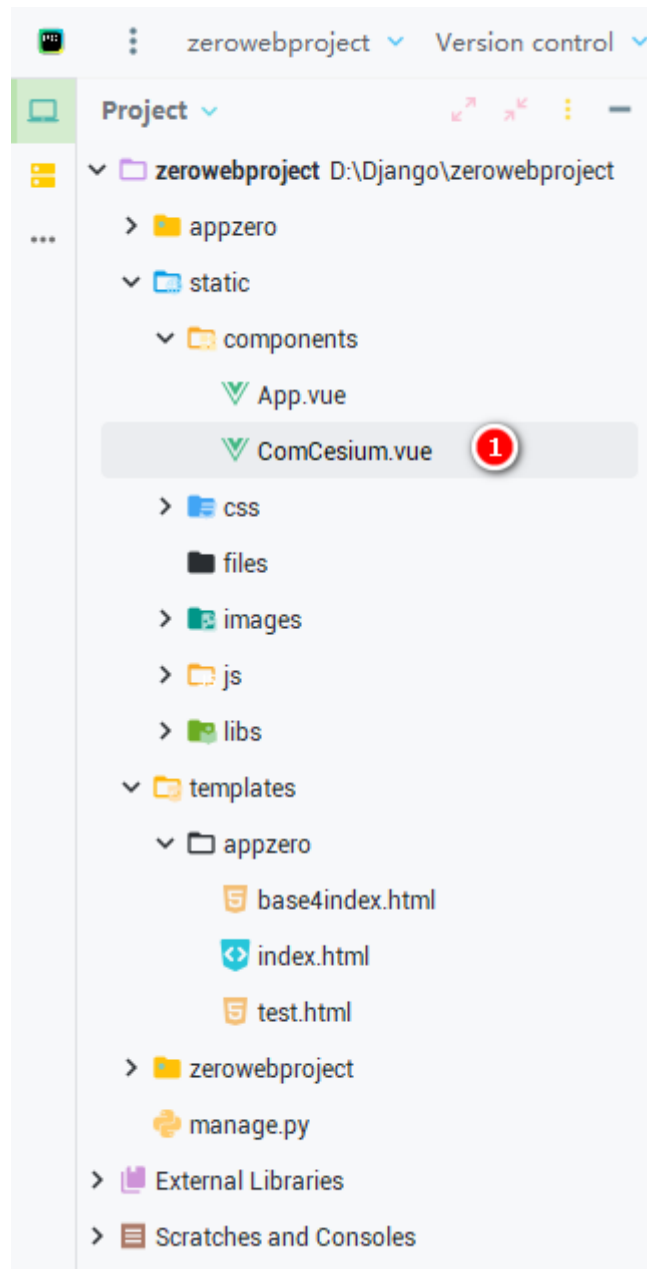 zerowebproject Version control
Project
zerowebproject D:\Django\zerowebproject
appzero
static
components
App.vue
ComCesium.vue 1
css
files
images
js
libs
templates
appzero
base4index.html
index.html
test.html
zerowebproject
manage.py
External Libraries
Scratches and Consoles